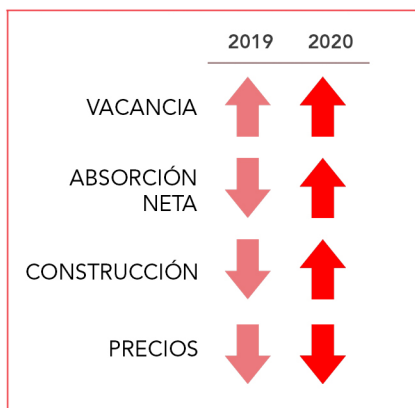 2019 2020
VACANCIA
ABSORCIÓN
NETA
CONSTRUCCIÓN
PRECIOS